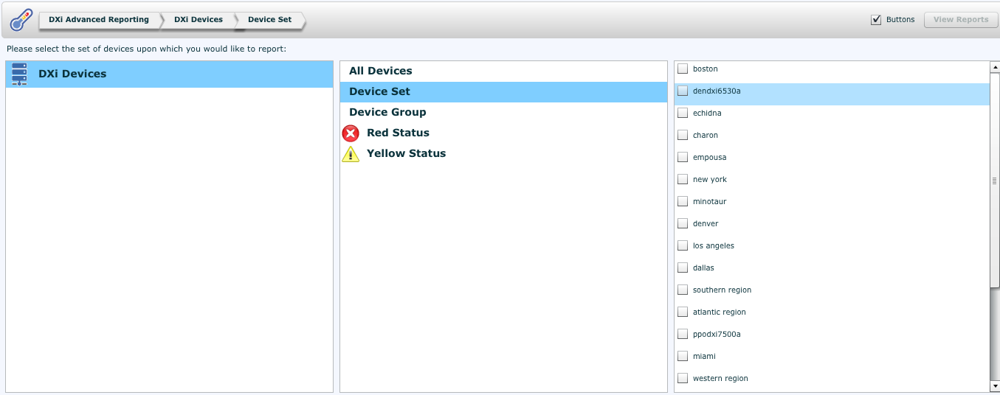 DXi Advanced Reporting
DXi Devices
Device Set
Buttons
View Reports
Please select the set of devices upon which you would like to report:
DXi Devices
All Devices
Device Set
Device Group
Red Status
Yellow Status
boston
dendxi6530a
echidna
charon
empousa
new york
minotaur
denver
los angeles
dallas
southern region
atlantic region
ppodxi7500a
miami
western region